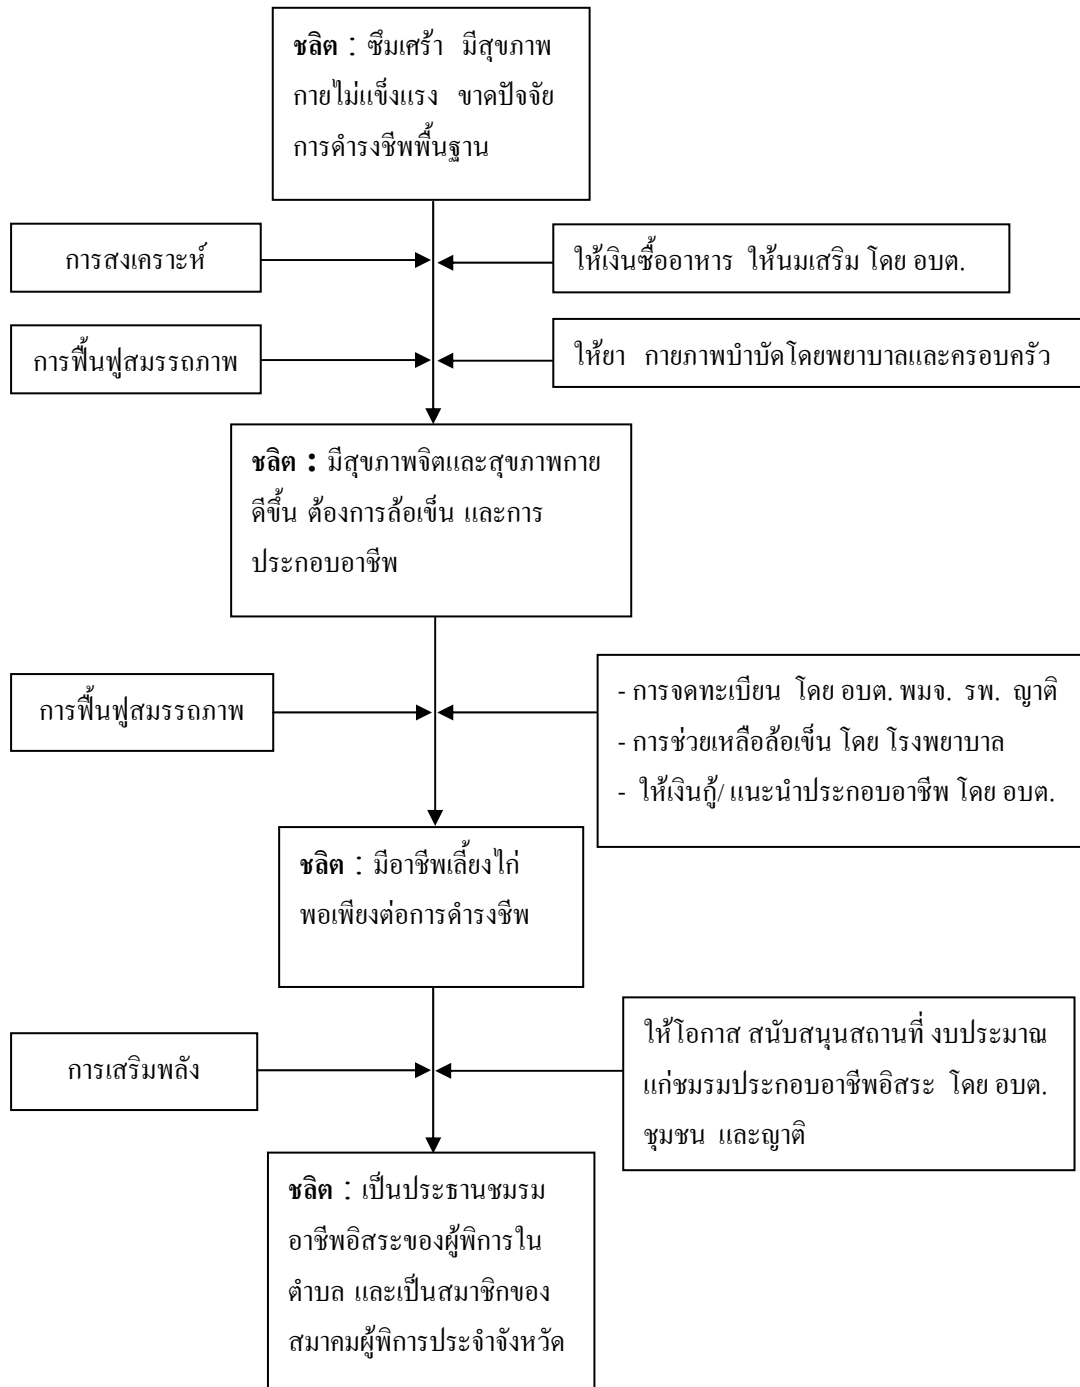 ชลิต : ซึมเศร้า มีสุขภาพ
กายไม่แข็งแรง ขาดปัจจัย
การดำรงชีพพื้นฐาน
การสงเคราะห์
ให้เงินซื้ออาหาร ให้นมเสริม โดย อบต.
การฟื้นฟูสมรรถภาพ
ให้ยา กายภาพบำบัดโดยพยาบาลและครอบครัว
ชลิต : มีสุขภาพจิตและสุขภาพกาย
ดีขึ้น ต้องการล้อเข็น และการ
ประกอบอาชีพ
การฟื้นฟูสมรรถภาพ
- การจดทะเบียน โดย อบต. พมจ. รพ. ญาติ
- การช่วยเหลือล้อเข็น โดย โรงพยาบาล
- ให้เงินกู้/ แนะนำประกอบอาชีพ โดย อบต.
ชลิต : มีอาชีพเลี้ยงไก่
พอเพียงต่อการดำรงชีพ
การเสริมพลัง
ให้โอกาส สนับสนุนสถานที่ งบประมาณ
แก่ชมรมประกอบอาชีพอิสระ โดย อบต.
ชุมชน และญาติ
ชลิต : เป็นประธานชมรม
อาชีพอิสระของผู้พิการใน
ตำบล และเป็นสมาชิกของ
สมาคมผู้พิการประจำจังหวัด